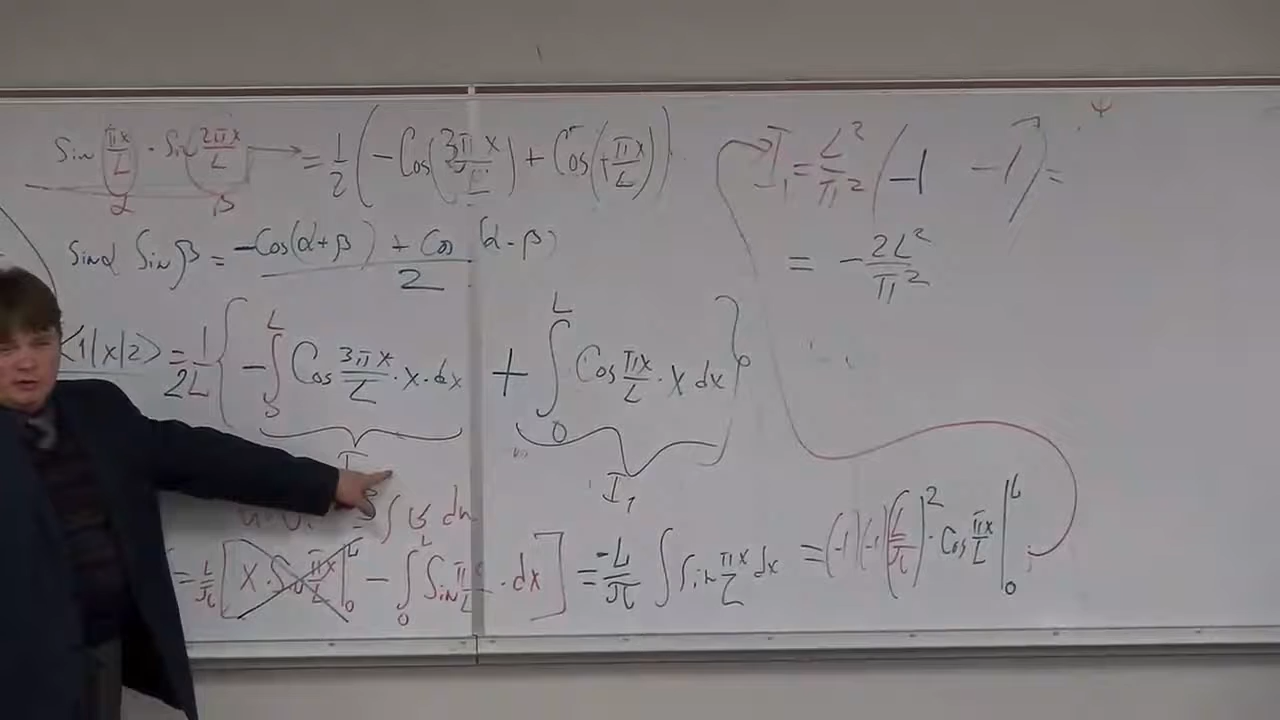 Sin(πx/L) · Sin(2πx/L) → = 1/2 (−Cos(3πx/L) + Cos(+πx/L))
α β
Sinα Sinβ = (−Cos(α+β) + Cos(α−β))/2
⟨1|x|2⟩ = 1/2L { −∫ L Cos 3πx/L · x · dx + ∫₀ᴸ Cos πx/L · x dx }
I₁
∫ v du
= L/π [ x · Sin πx/L |₀ᴸ − ∫₀ᴸ Sin πx/L · dx ] = −L/π ∫ Sin πx/L dx = (−1)(−1)(L/π)² · Cos πx/L |₀ᴸ
ψ
I₁ = L²/π² (−1 −1) =
= −2L²/π²